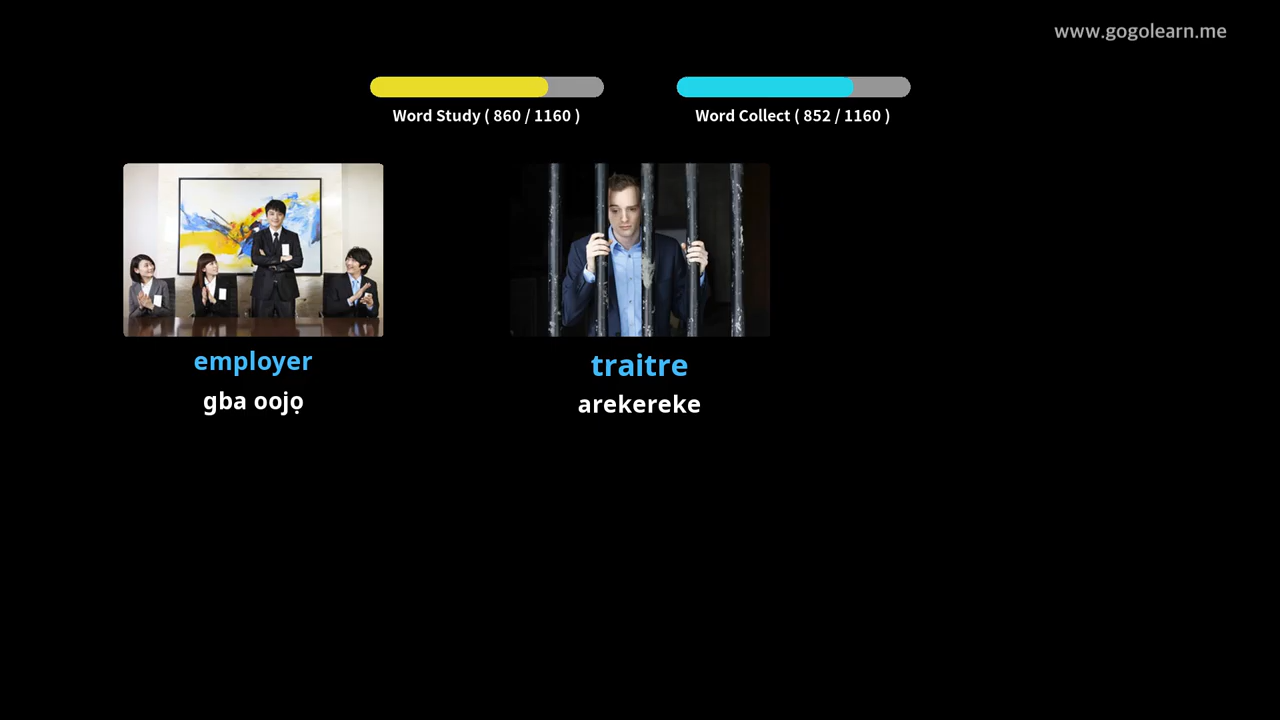 www.gogolearn.me
Word Study ( 860 / 1160 )
Word Collect ( 852 / 1160 )
employer
gba oojọ
traitre
arekereke